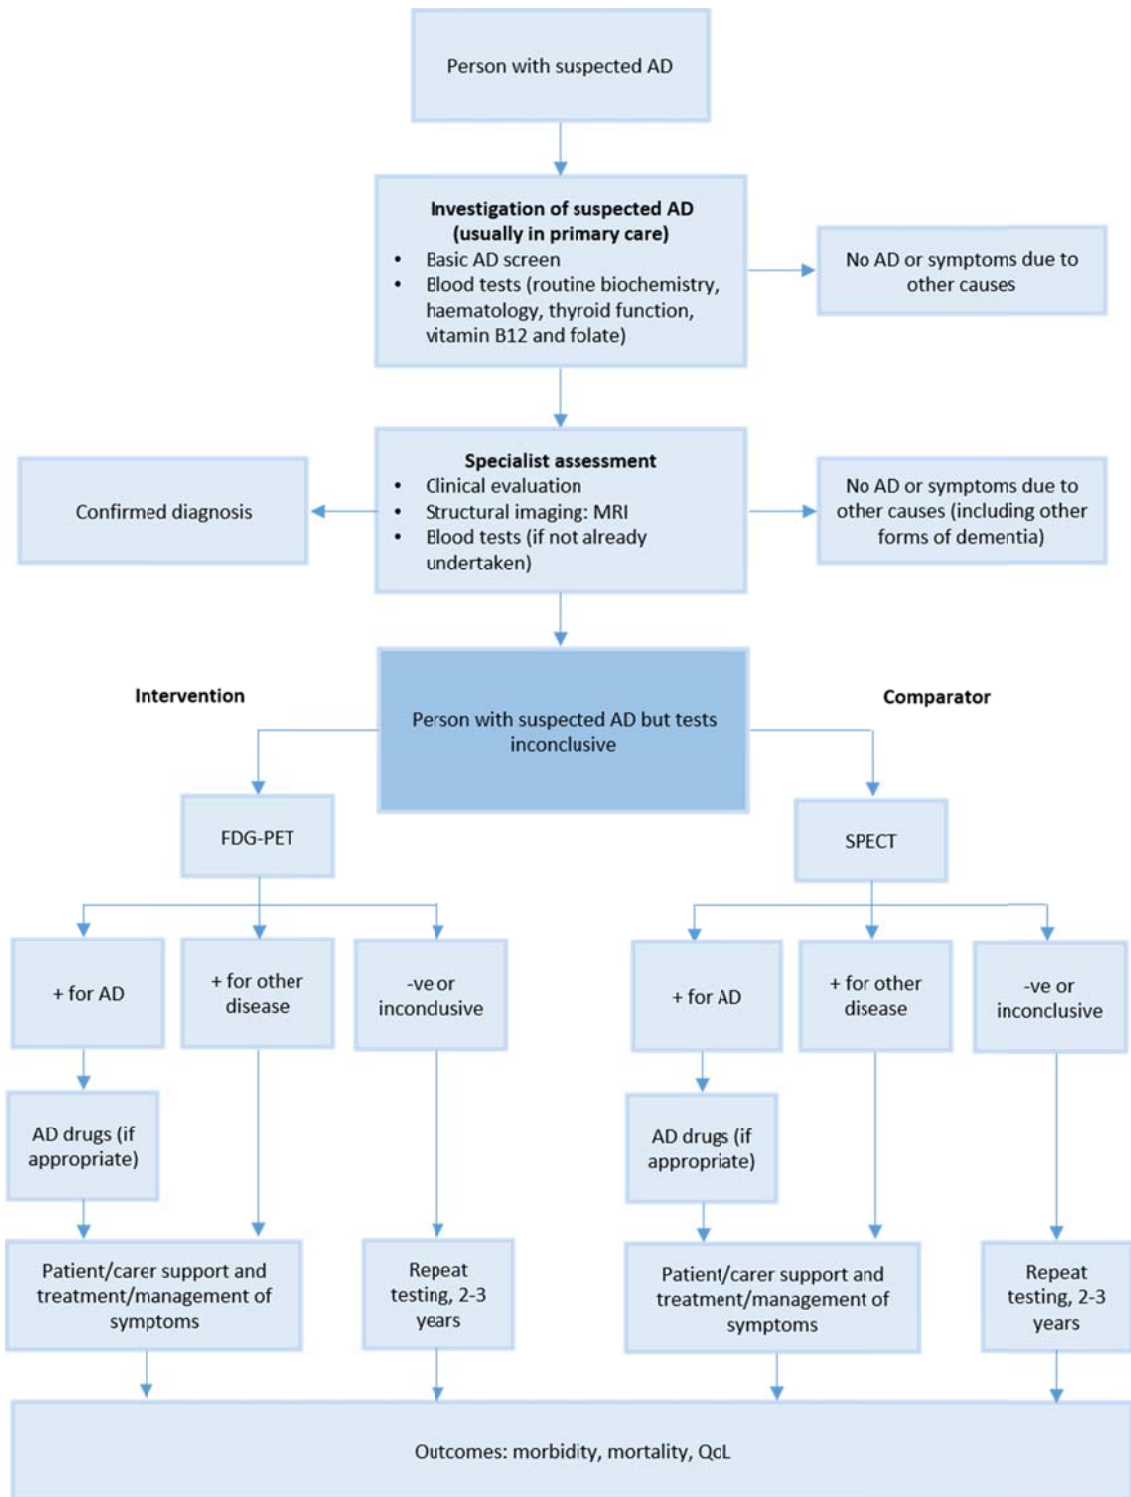 Person with suspected AD
Investigation of suspected AD
(usually in primary care)
• Basic AD screen
• Blood tests (routine biochemistry,
haematology, thyroid function,
vitamin B12 and folate)
No AD or symptoms due to
other causes
Confirmed diagnosis
Specialist assessment
• Clinical evaluation
• Structural imaging: MRI
• Blood tests (if not already
undertaken)
No AD or symptoms due to
other causes (including other
forms of dementia)
Intervention
Person with suspected AD but tests
inconclusive
Comparator
FDG-PET
SPECT
+ for AD
+ for other
disease
-ve or
incondusive
+ for AD
+ for other
disease
-ve or
inconclusive
AD drugs (if
appropriate)
AD drugs (if
appropriate)
Patient/carer support and
treatment/management of
symptoms
Repeat
testing, 2-3
years
Patient/carer support and
treatment/management of
symptoms
Repeat
testing, 2-3
years
Outcomes: morbidity, mortality, QoL